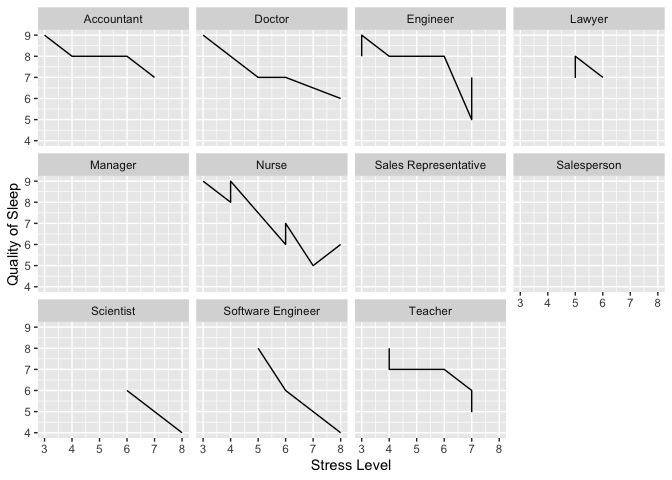 Accountant Doctor Engineer Lawyer
9
8
7
6
5
4
Manager Nurse Sales Representative Salesperson
9
8
7
6
5
4
3 4 5 6 7 8
Scientist Software Engineer Teacher
9
8
7
6
5
4
3 4 5 6 7 8 3 4 5 6 7 8 3 4 5 6 7 8
Stress Level
Quality of Sleep